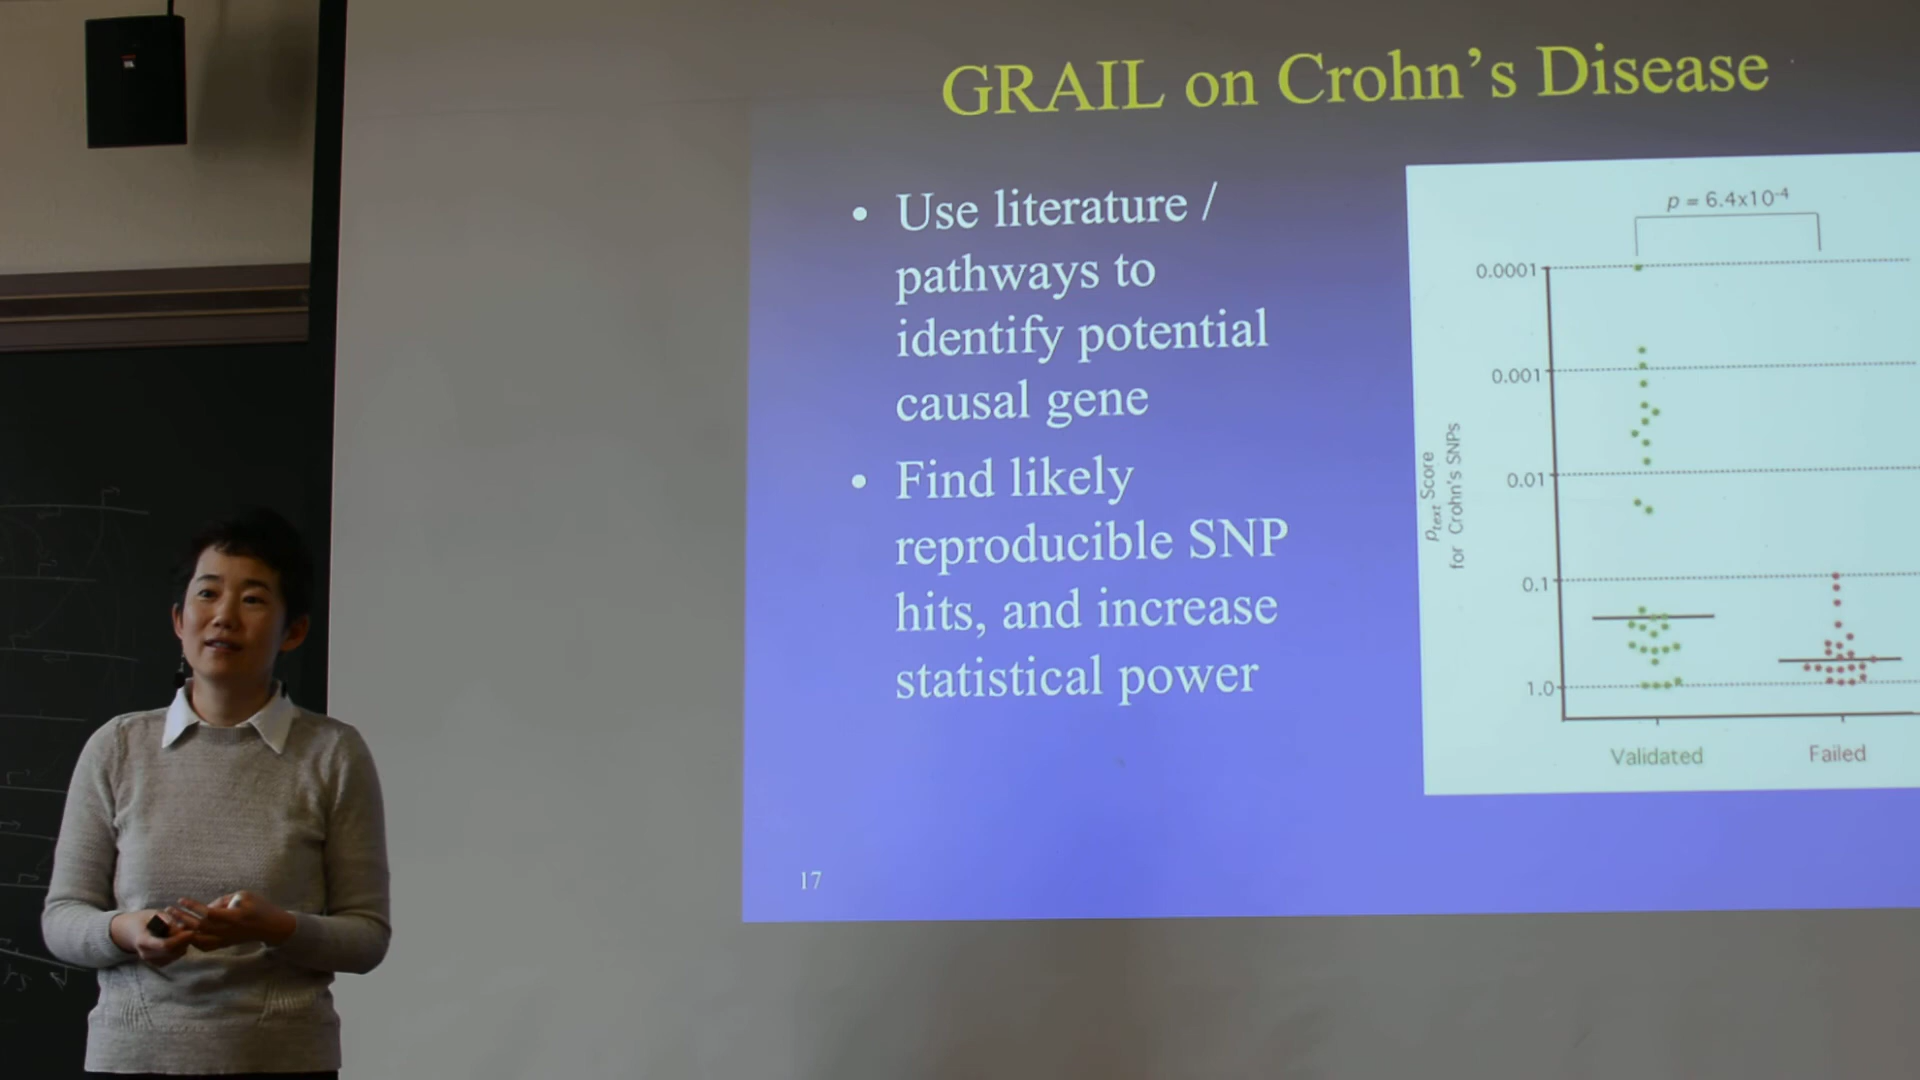 GRAIL on Crohn's Disease
• Use literature /
pathways to
identify potential
causal gene
• Find likely
reproducible SNP
hits, and increase
statistical power
17
p = 6.4x10-4
0.0001
0.001
0.01
0.1
1.0
ptext Score
for Crohn's SNPs
Validated
Failed